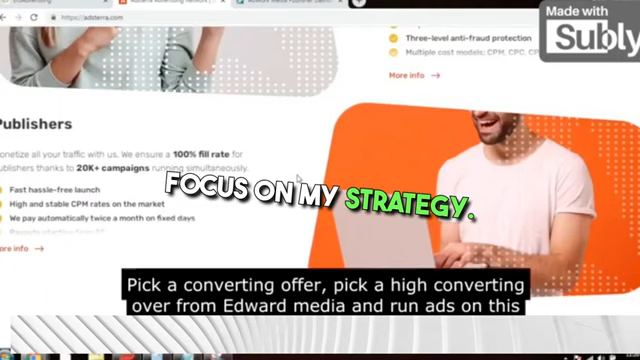 https://adsterra.com
Made with
Subly
Three-level anti-fraud protection
Multiple cost models: CPM, CPC,
More info →
Publishers
onetize all your traffic with us. We ensure a 100% fill rate for
ublishers thanks to 20K+ campaigns running simultaneously.
Fast hassle-free launch
High and stable CPM rates on the market
We pay automatically twice a month on fixed days
ore info →
FOCUS ON MY STRATEGY.
Pick a converting offer, pick a high converting
over from Edward media and run ads on this